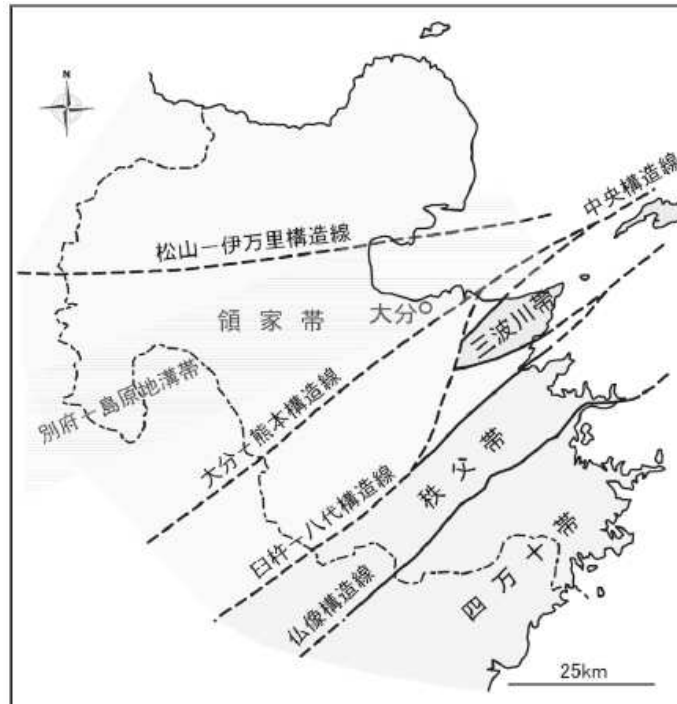 N
中央構造線
松山－伊万里構造線
領家帯
大分
三波川帯
別府－島原地溝帯
大分－熊本構造線
秩父帯
臼杵－八代構造線
四万十帯
仏像構造線
25km